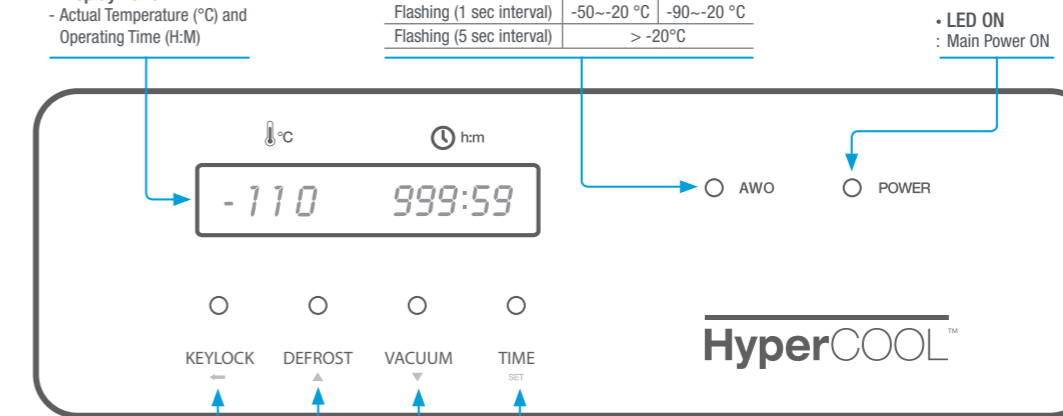 - Actual Temperature (°C) and
Operating Time (H:M)
Flashing (1 sec interval) -50~-20 °C -90~-20 °C
Flashing (5 sec interval) > -20°C
• LED ON
: Main Power ON
°C h:m
-110 999:59
AWO POWER
KEYLOCK DEFROST VACUUM TIME
SET
HyperCOOL™